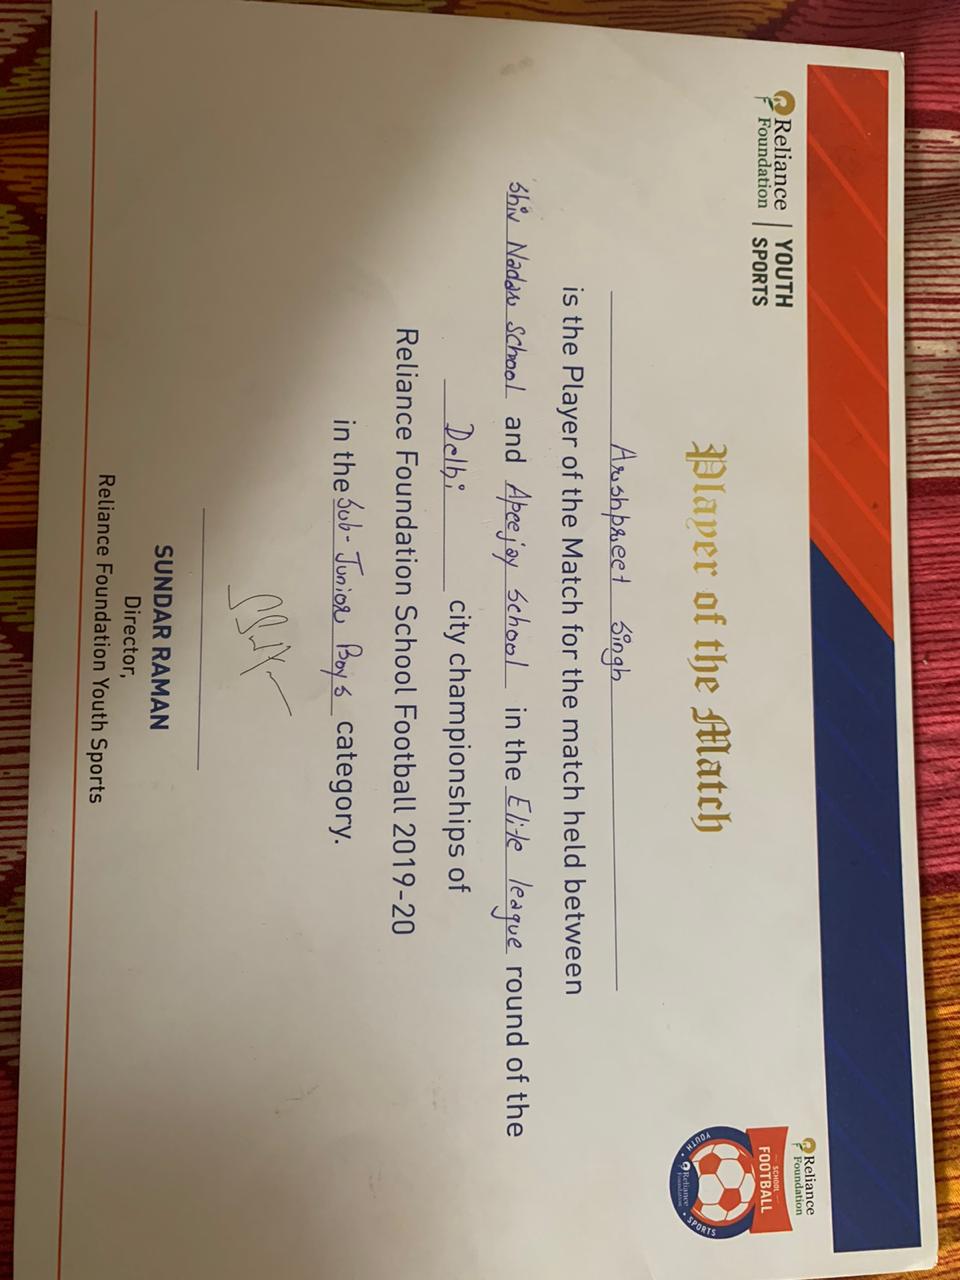 Reliance Foundation | YOUTH SPORTS
Reliance Foundation
SCHOOL FOOTBALL
YOUTH • Reliance Foundation • SPORTS
Player of the Match
Arshpreet Singh
is the Player of the Match for the match held between
Shiv Nadar School and Apeejay School in the Elite league round of the
Delhi city championships of
Reliance Foundation School Football 2019-20
in the Sub-Junior Boys category.
SUNDAR RAMAN
Director,
Reliance Foundation Youth Sports